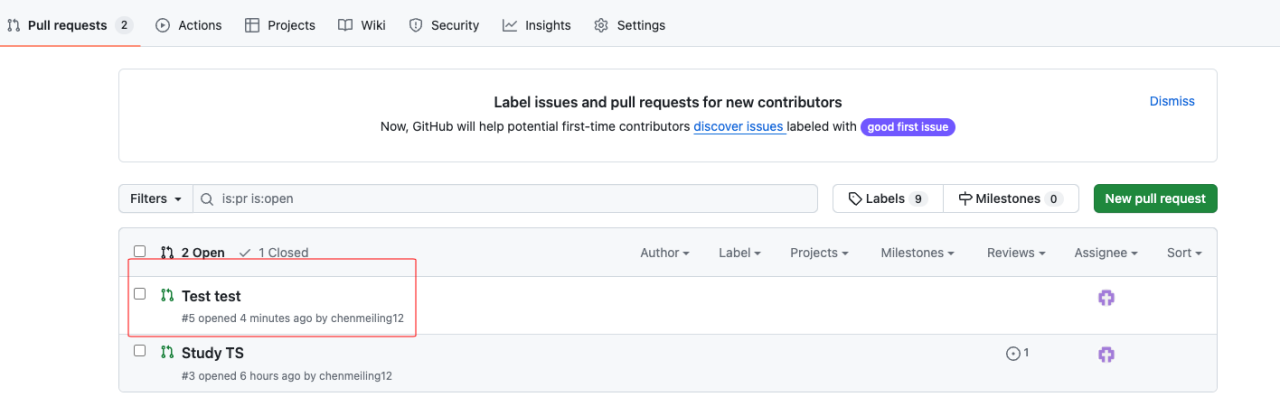 Pull requests 2 Actions Projects Wiki Security Insights Settings
Label issues and pull requests for new contributors
Dismiss
Now, GitHub will help potential first-time contributors discover issues labeled with good first issue
Filters is:pr is:open Labels 9 Milestones 0 New pull request
2 Open 1 Closed Author Label Projects Milestones Reviews Assignee Sort
Test test
#5 opened 4 minutes ago by chenmeiling12
Study TS 1
#3 opened 6 hours ago by chenmeiling12